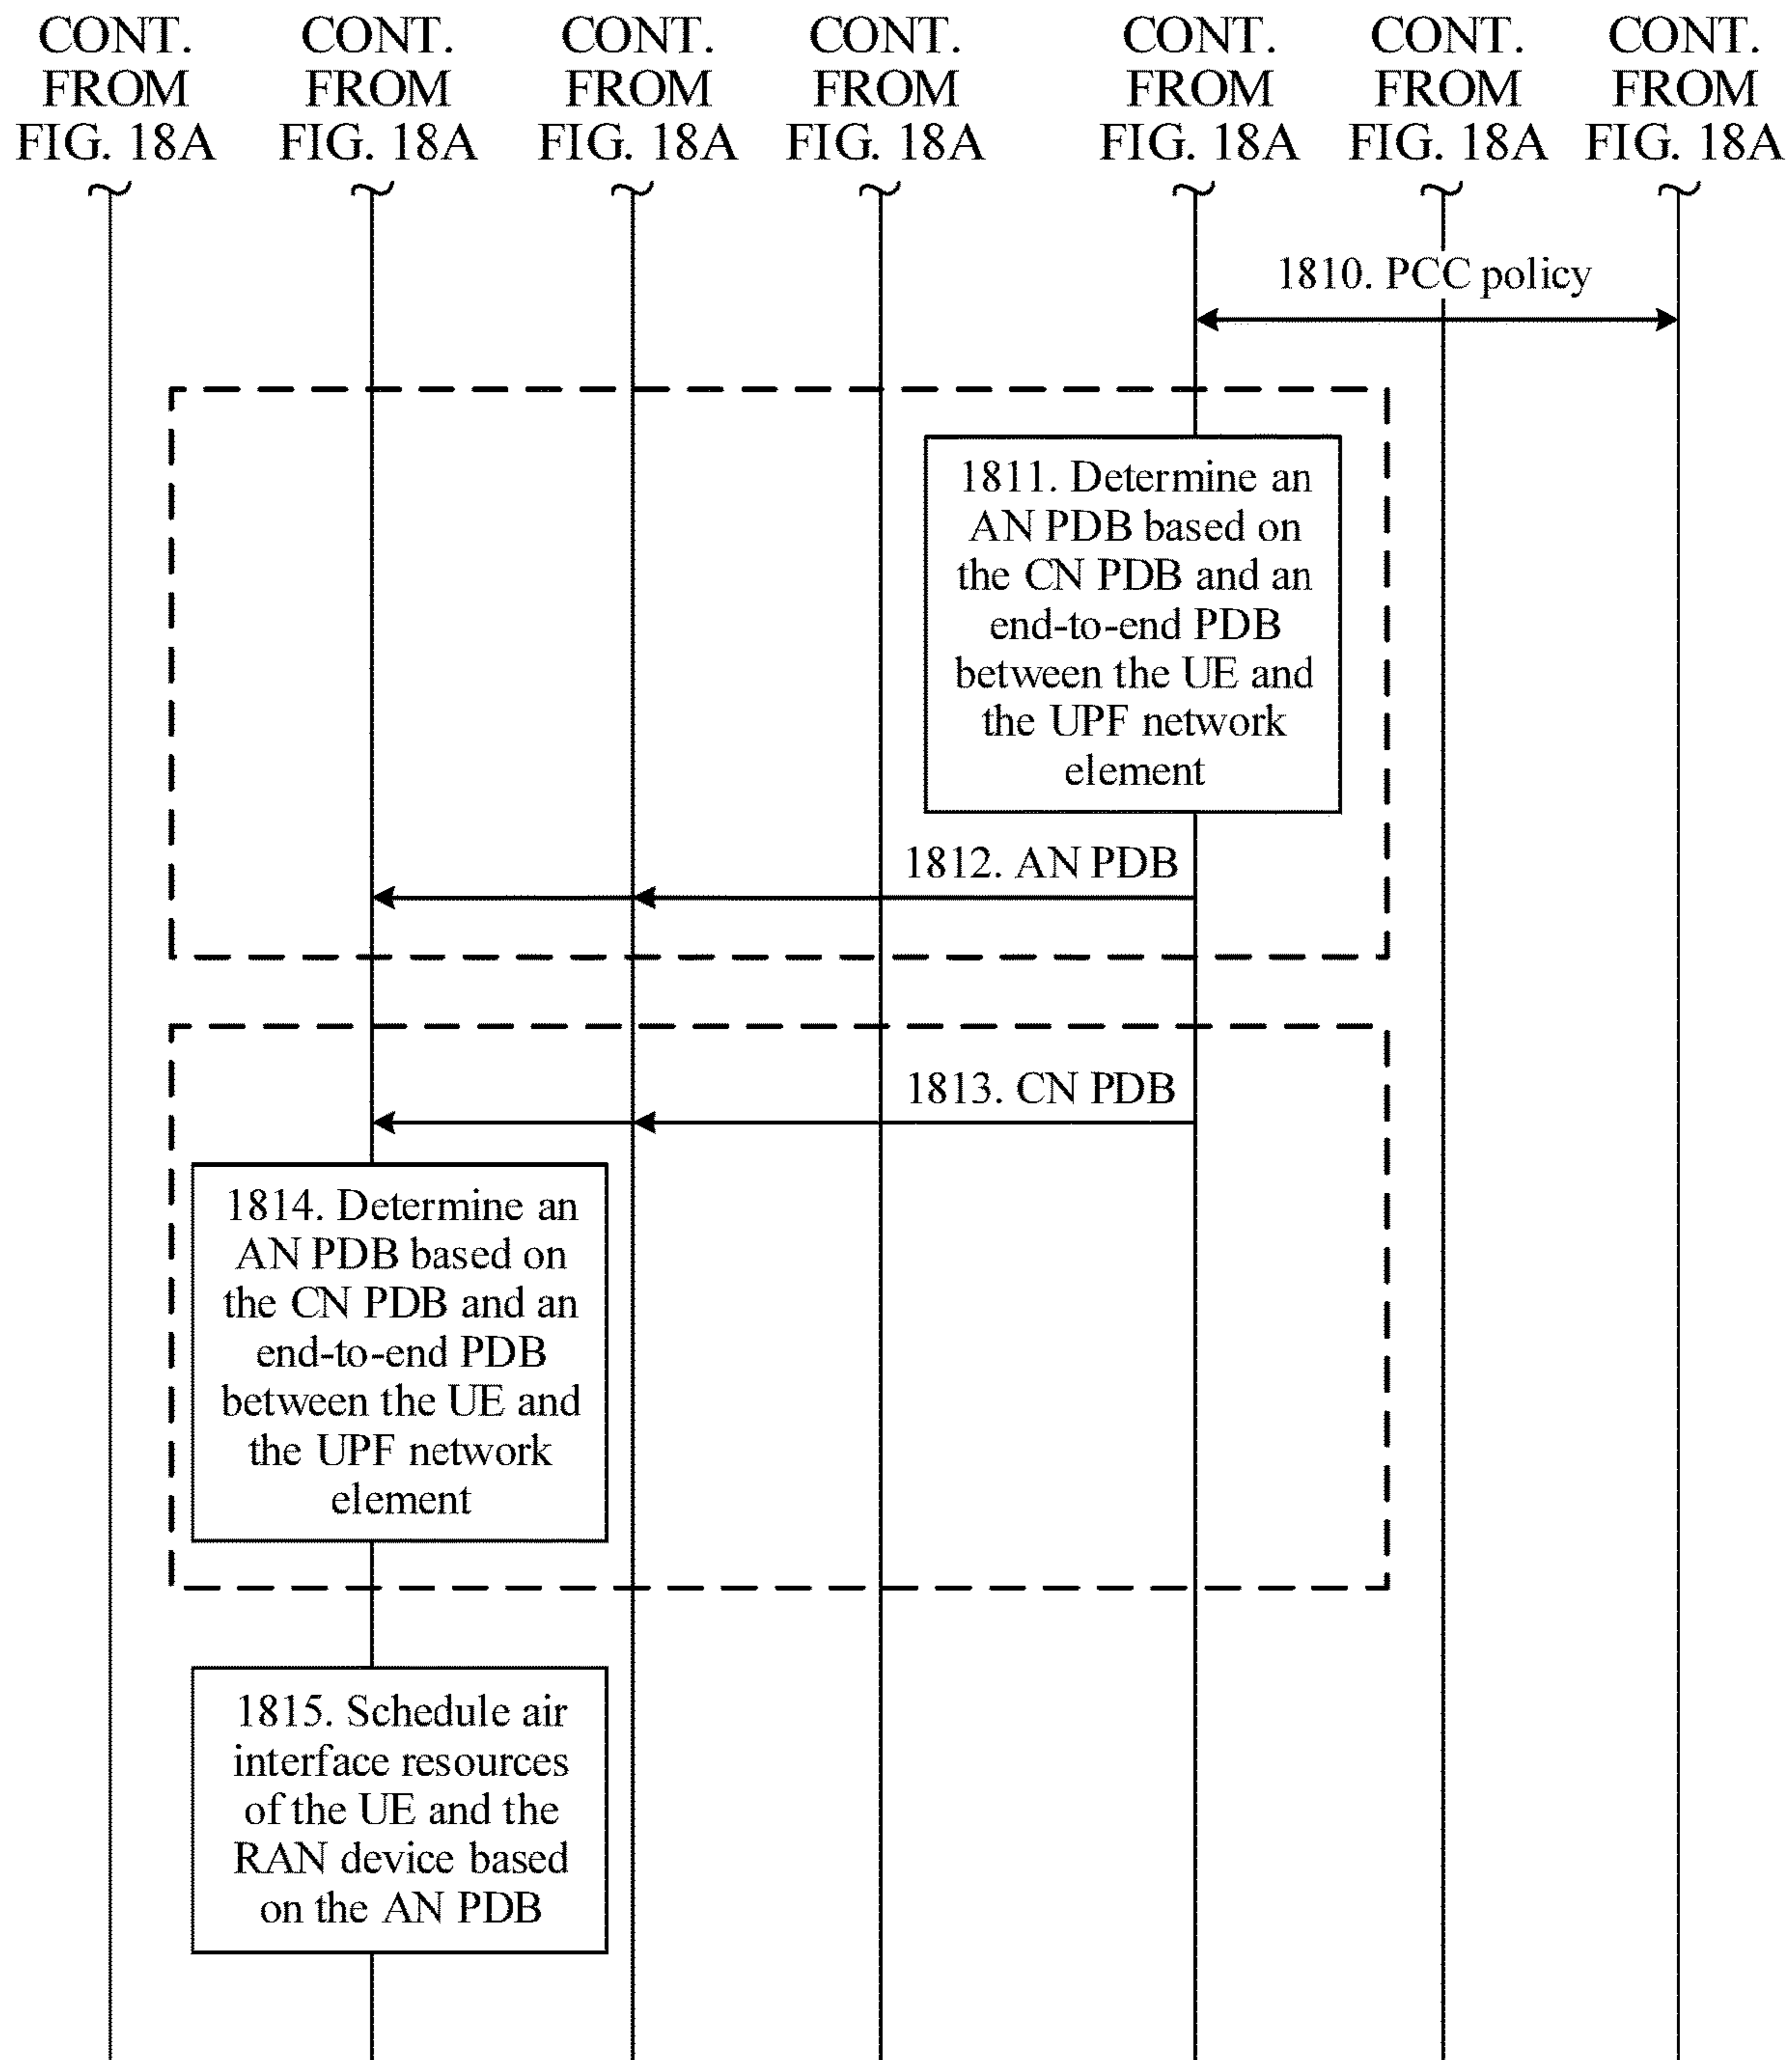 CONT.
FROM
FIG. 18A
CONT.
FROM
FIG. 18A
CONT.
FROM
FIG. 18A
CONT.
FROM
FIG. 18A
CONT.
FROM
FIG. 18A
CONT.
FROM
FIG. 18A
CONT.
FROM
FIG. 18A
1810. PCC policy
1811. Determine an
AN PDB based on
the CN PDB and an
end-to-end PDB
between the UE and
the UPF network
element
1812. AN PDB
1813. CN PDB
1814. Determine an
AN PDB based on
the CN PDB and an
end-to-end PDB
between the UE and
the UPF network
element
1815. Schedule air
interface resources
of the UE and the
RAN device based
on the AN PDB